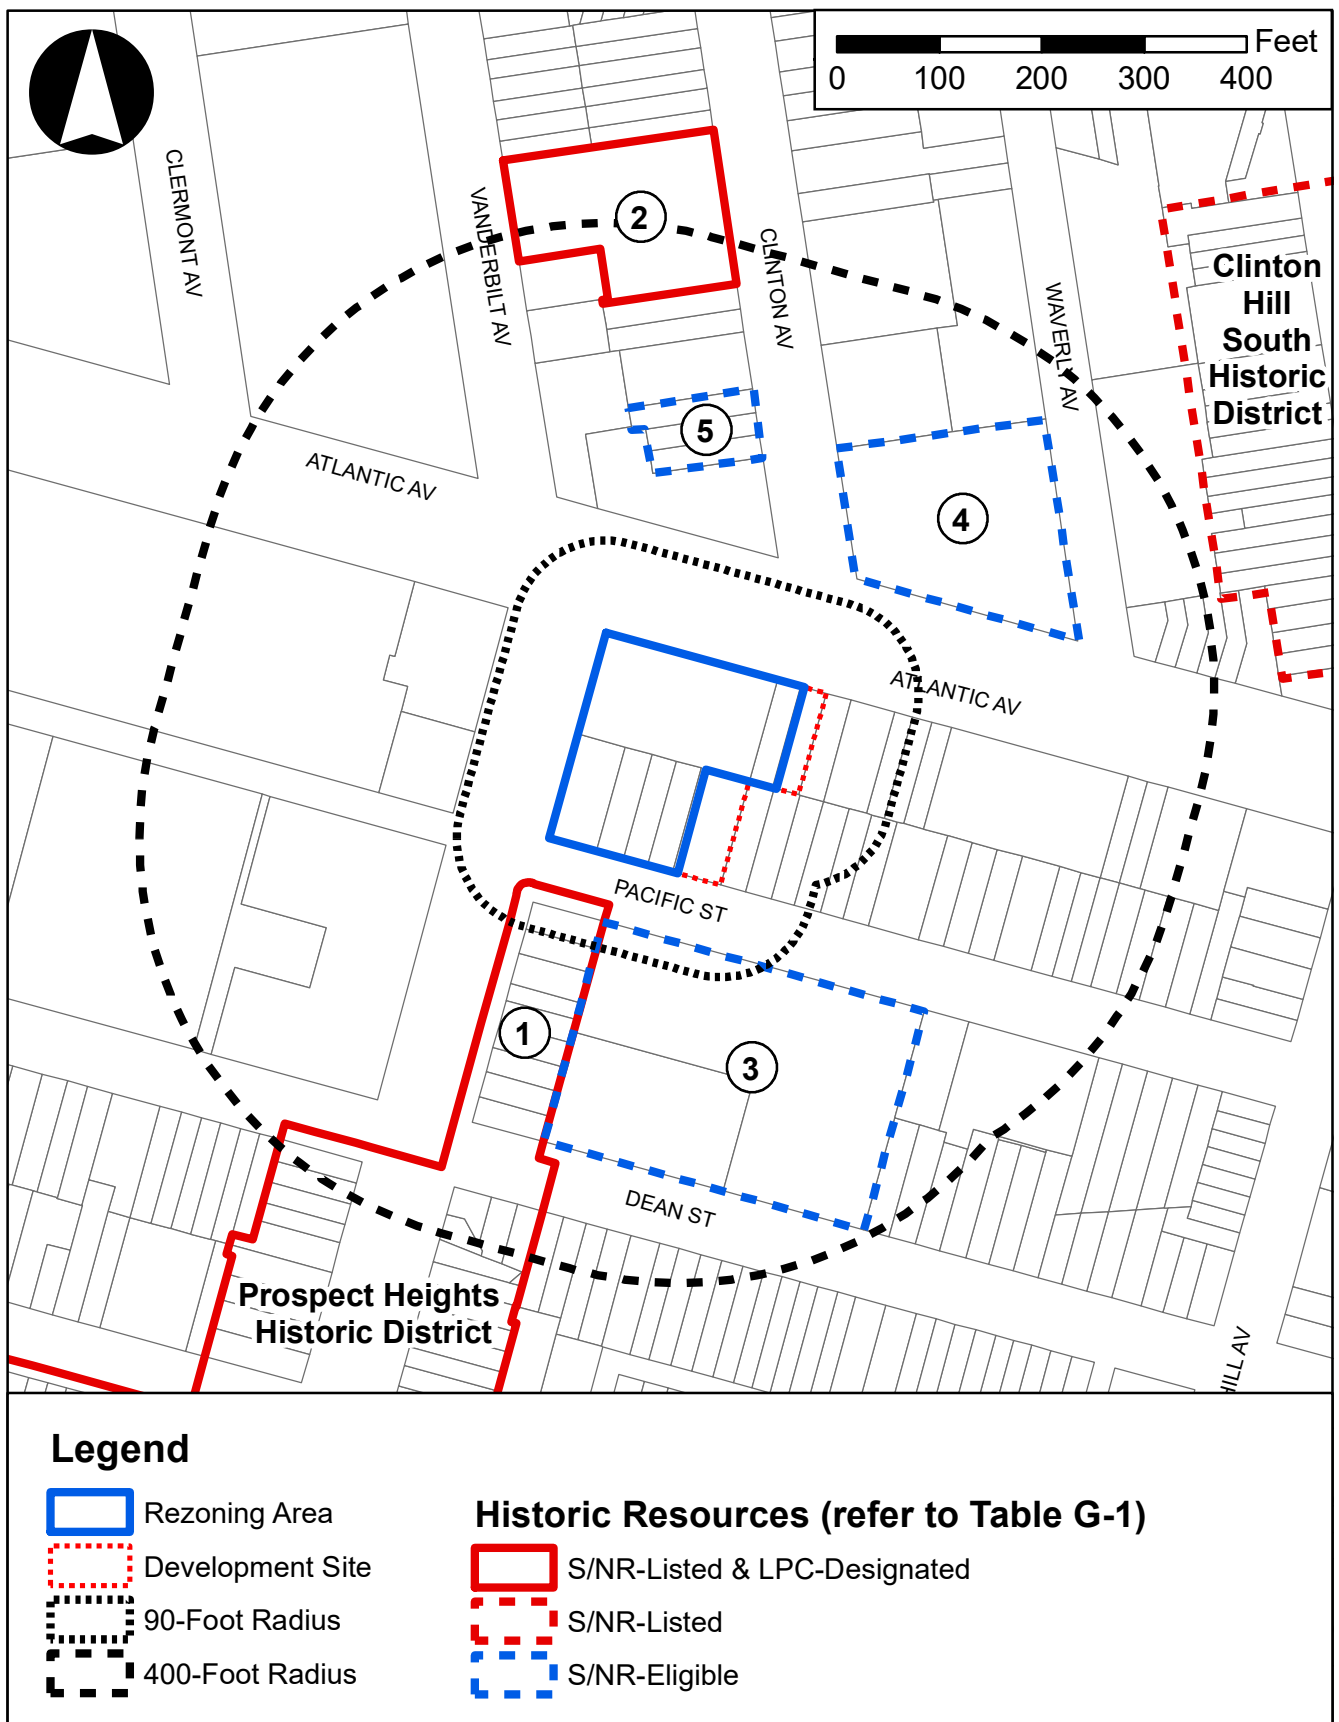 Feet
0 100 200 300 400
CLERMONT AV
VANDERBILT AV
2
CLINTON AV
WAVERLY AV
Clinton
Hill
South
Historic
District
5
4
ATLANTIC AV
ATLANTIC AV
PACIFIC ST
1
3
DEAN ST
Prospect Heights
Historic District
HILL AV
Legend
Rezoning Area
Development Site
90-Foot Radius
400-Foot Radius
Historic Resources (refer to Table G-1)
S/NR-Listed & LPC-Designated
S/NR-Listed
S/NR-Eligible